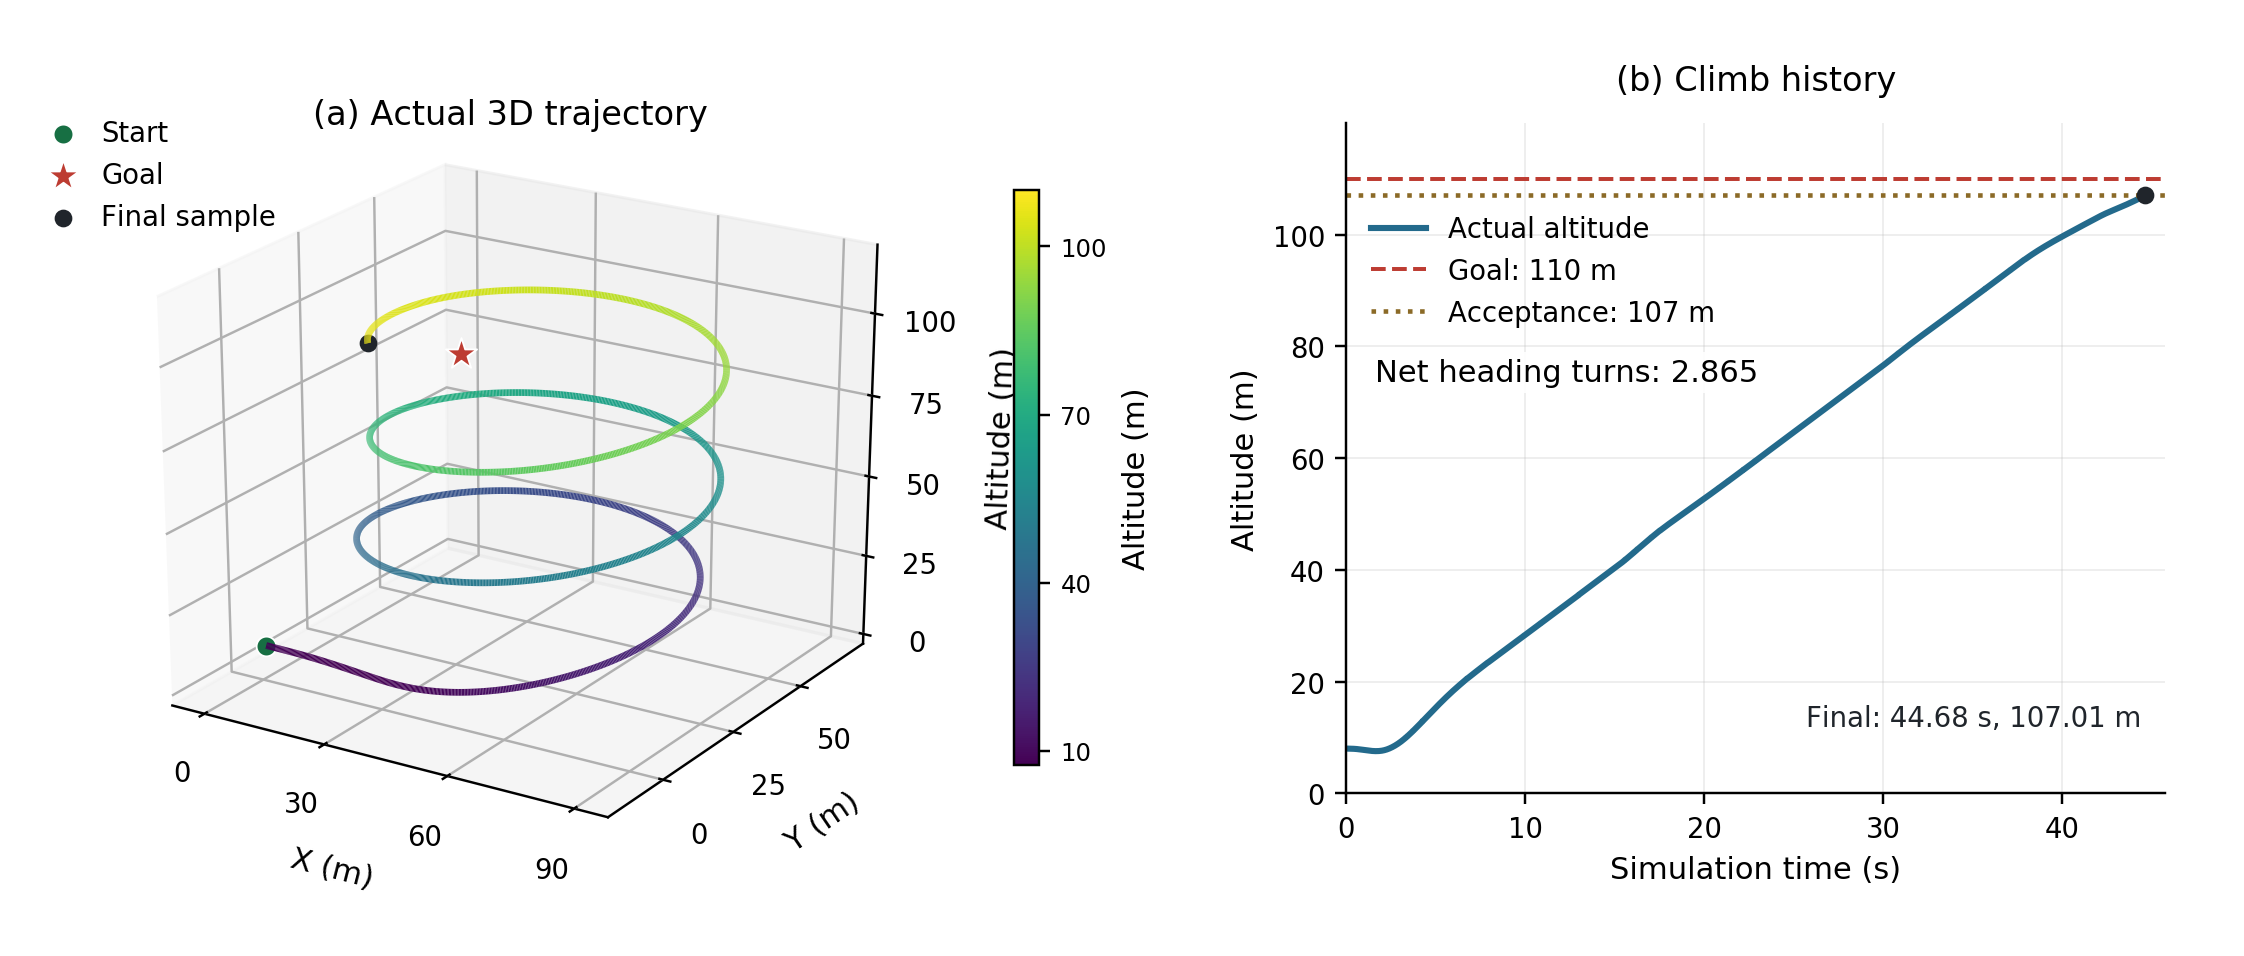 (a) Actual 3D trajectory
Start
Goal
Final sample
100
75
50
25
0
Altitude (m)
0
30
60
90
X (m)
0
25
50
Y (m)
100
70
40
10
Altitude (m)
(b) Climb history
100
80
60
40
20
0
Altitude (m)
Actual altitude
Goal: 110 m
Acceptance: 107 m
Net heading turns: 2.865
Final: 44.68 s, 107.01 m
0
10
20
30
40
Simulation time (s)